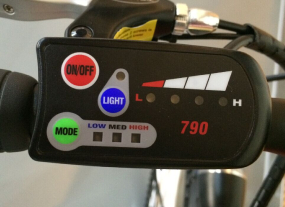 ON/OFF
LIGHT
L H
MODE
LOW MED HIGH
790